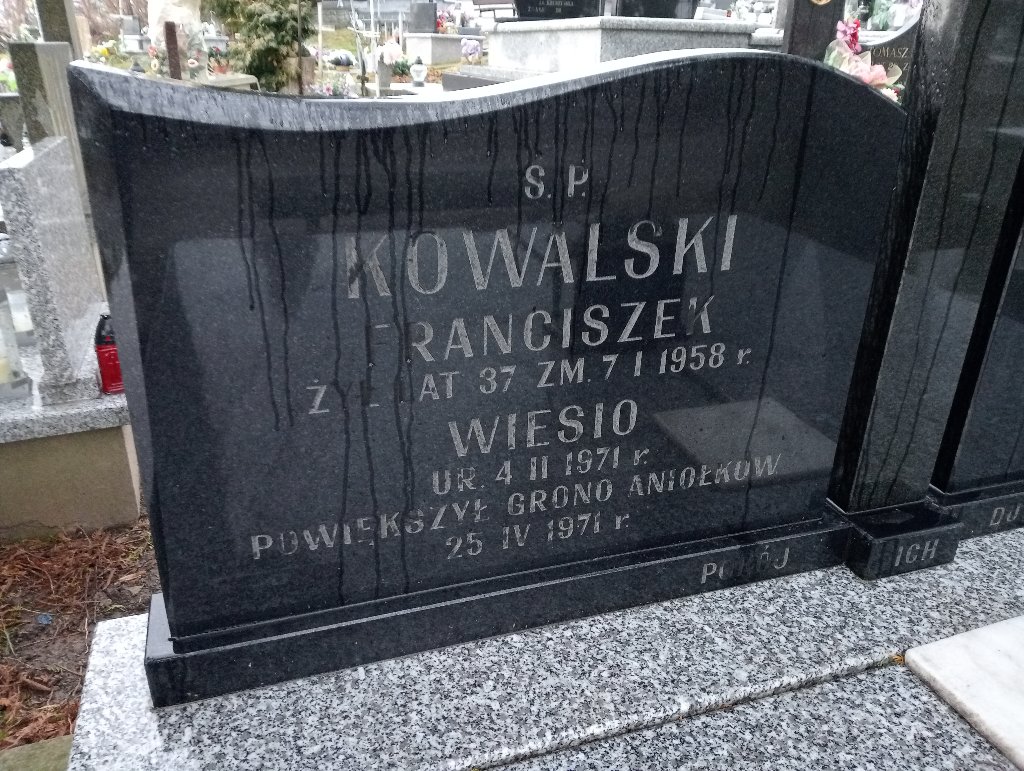 Ś. P.
KOWALSKI
FRANCISZEK
ŻYŁ LAT 37 ZM. 7 I 1958 r.
WIESIO
UR. 4 II 1971 r.
POWIĘKSZYŁ GRONO ANIOŁKÓW
25 IV 1971 r.
POKÓJ ICH DU